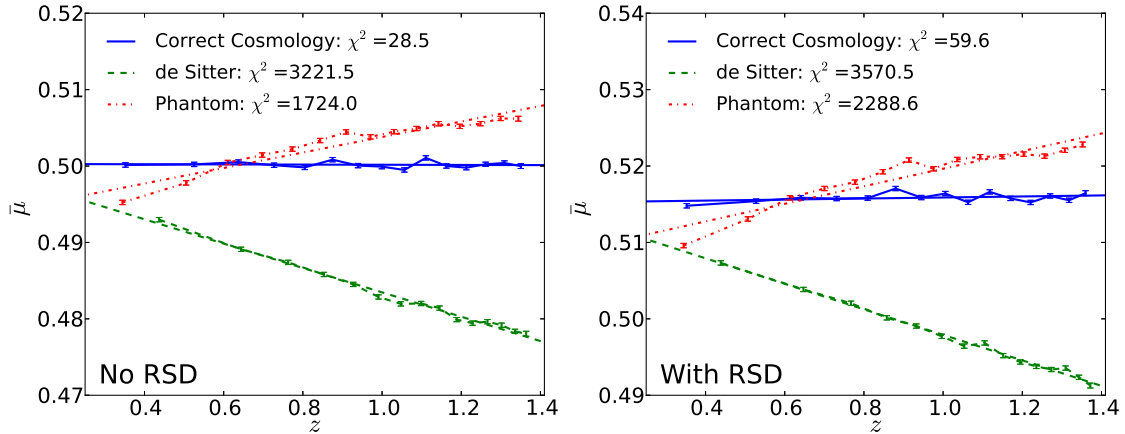 0.52
0.51
0.50
0.49
0.48
0.47
μ̄
Correct Cosmology: χ² =28.5
de Sitter: χ² =3221.5
Phantom: χ² =1724.0
No RSD
0.4 0.6 0.8 1.0 1.2 1.4
z
0.54
0.53
0.52
0.51
0.50
0.49
μ̄
Correct Cosmology: χ² =59.6
de Sitter: χ² =3570.5
Phantom: χ² =2288.6
With RSD
0.4 0.6 0.8 1.0 1.2 1.4
z